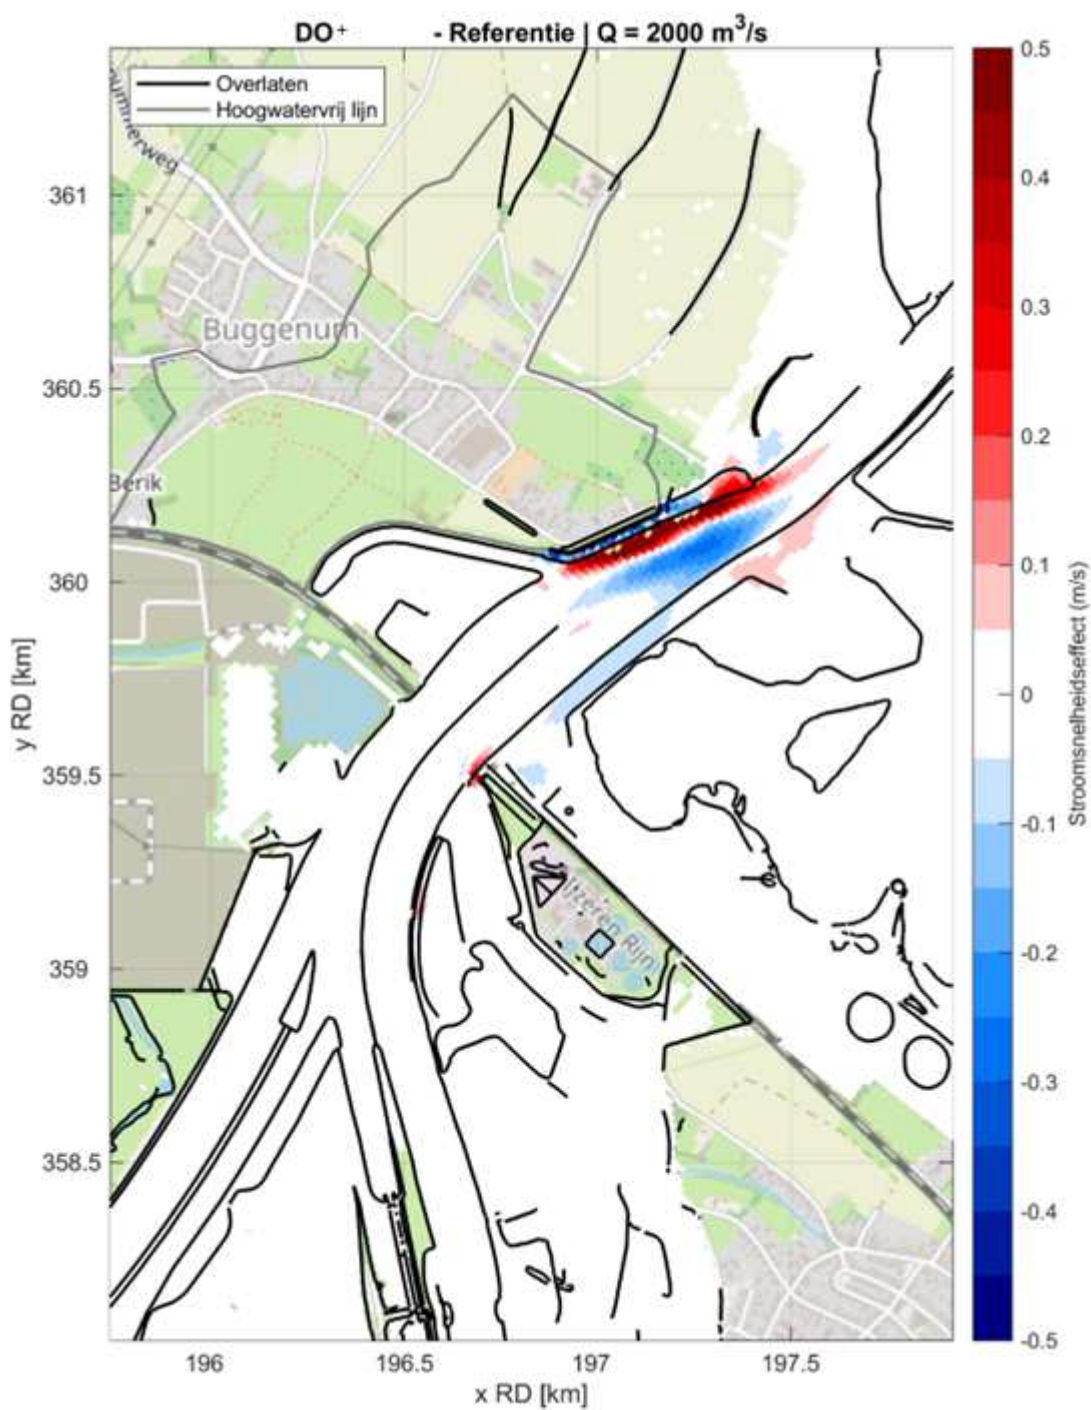 DO+ - Referentie | Q = 2000 m³/s
Overlaten
Hoogwatervrij lijn
Buggenum
Berik
IJzeren Rijn
361
360.5
360
359.5
359
358.5
y RD [km]
196
196.5
197
197.5
x RD [km]
0.5
0.4
0.3
0.2
0.1
0
-0.1
-0.2
-0.3
-0.4
-0.5
Stroomsnelheidseffect (m/s)